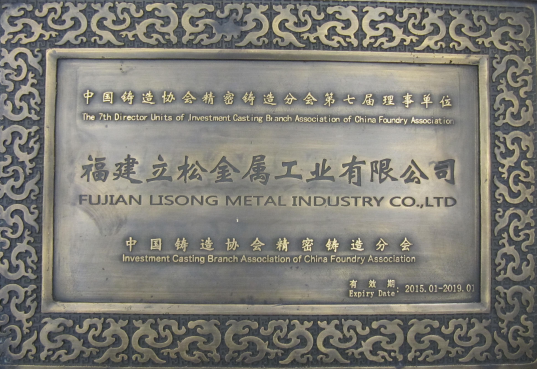 中国铸造协会精密铸造分会第七届理事单位
The 7th Director Units of Jnvestment Casting Branch Association of China Foundry Association
福建立松金属工业有限公司
FUJIAN LISONG METAL INDUSTRY CO.,LTD
中国铸造协会精密铸造分会
Investment Casting Branch Association of China Foundry Association
有效期
Expiry Date: 2015.01-2019.01